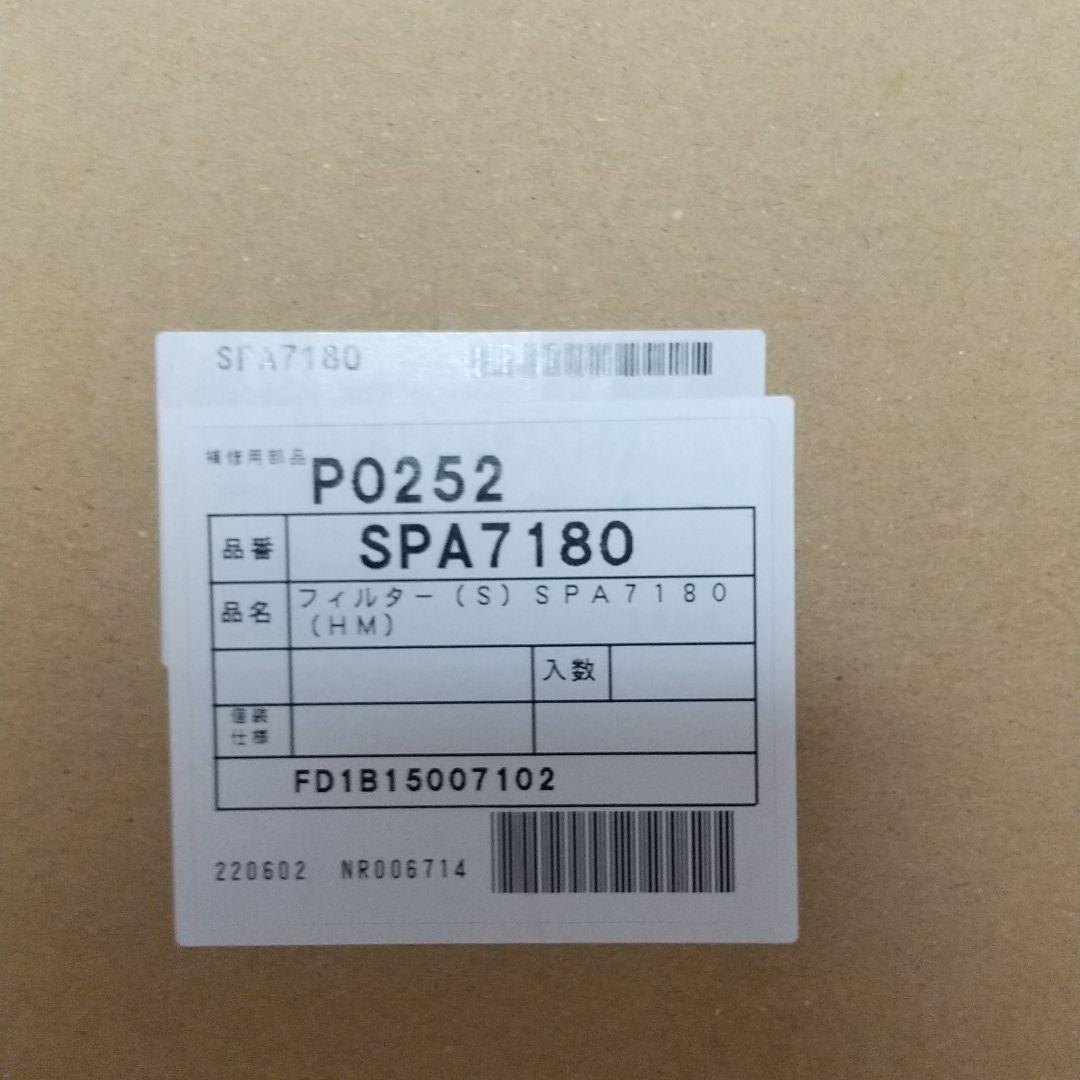 SPA7180
補修用部品 P0252
品番 SPA7180
品名 フィルター(S)SPA7180
(HM)
入数
個装
仕様
FD1B15007102
220602 NR006714